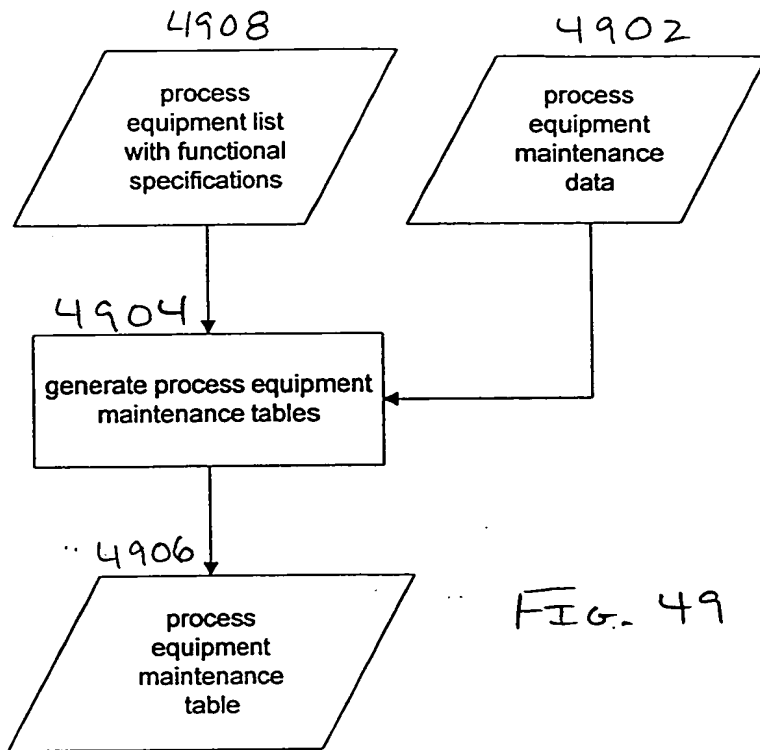 4908
process
equipment list
with functional
specifications
4902
process
equipment
maintenance
data
4904
generate process equipment
maintenance tables
4906
process
equipment
maintenance
table
FIG. 49